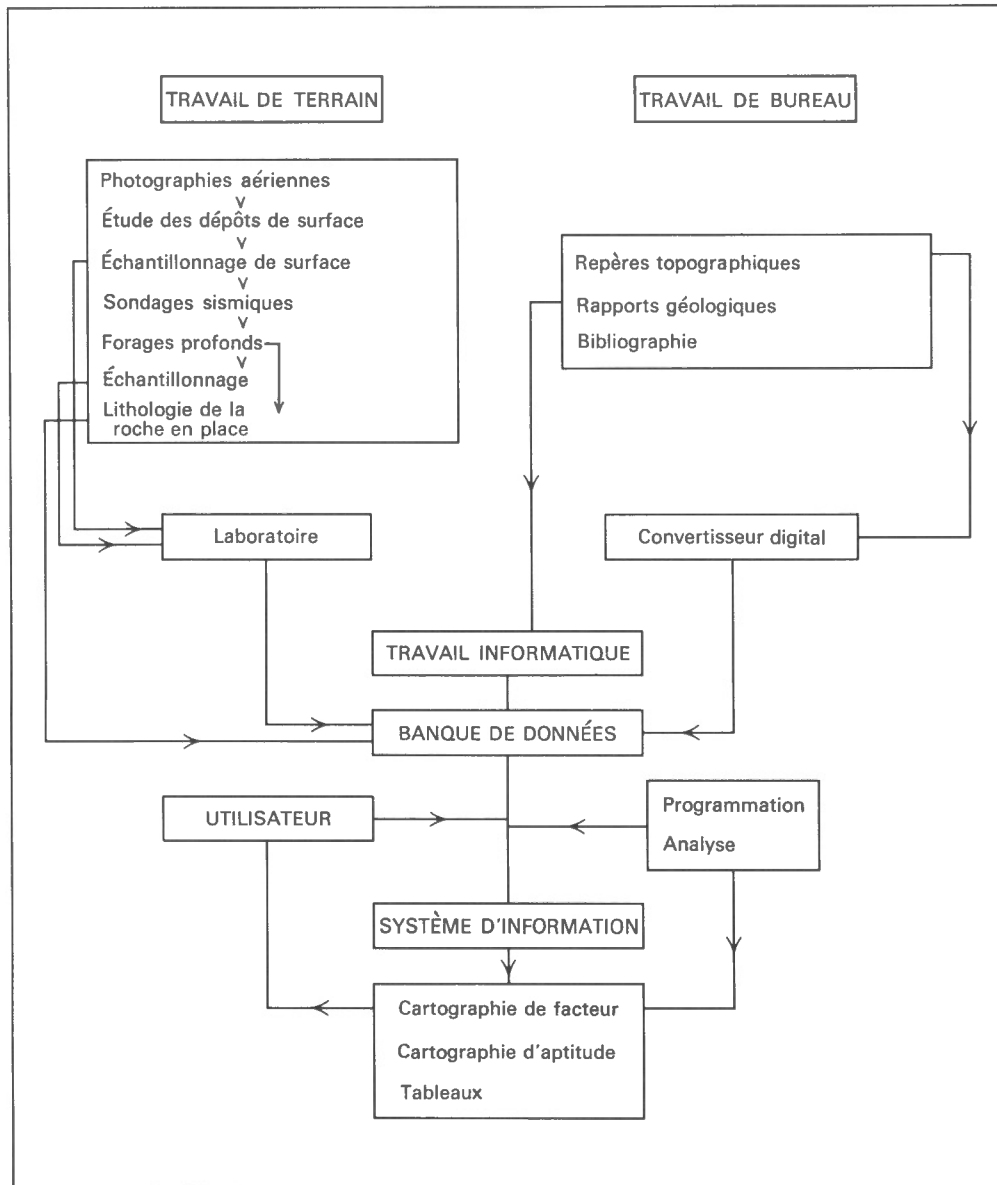 TRAVAIL DE TERRAIN
TRAVAIL DE BUREAU
Photographies aériennes
Étude des dépôts de surface
Échantillonnage de surface
Sondages sismiques
Forages profonds
Échantillonnage
Lithologie de la
roche en place
Repères topographiques
Rapports géologiques
Bibliographie
Laboratoire
Convertisseur digital
TRAVAIL INFORMATIQUE
BANQUE DE DONNÉES
UTILISATEUR
Programmation
Analyse
SYSTÈME D'INFORMATION
Cartographie de facteur
Cartographie d'aptitude
Tableaux